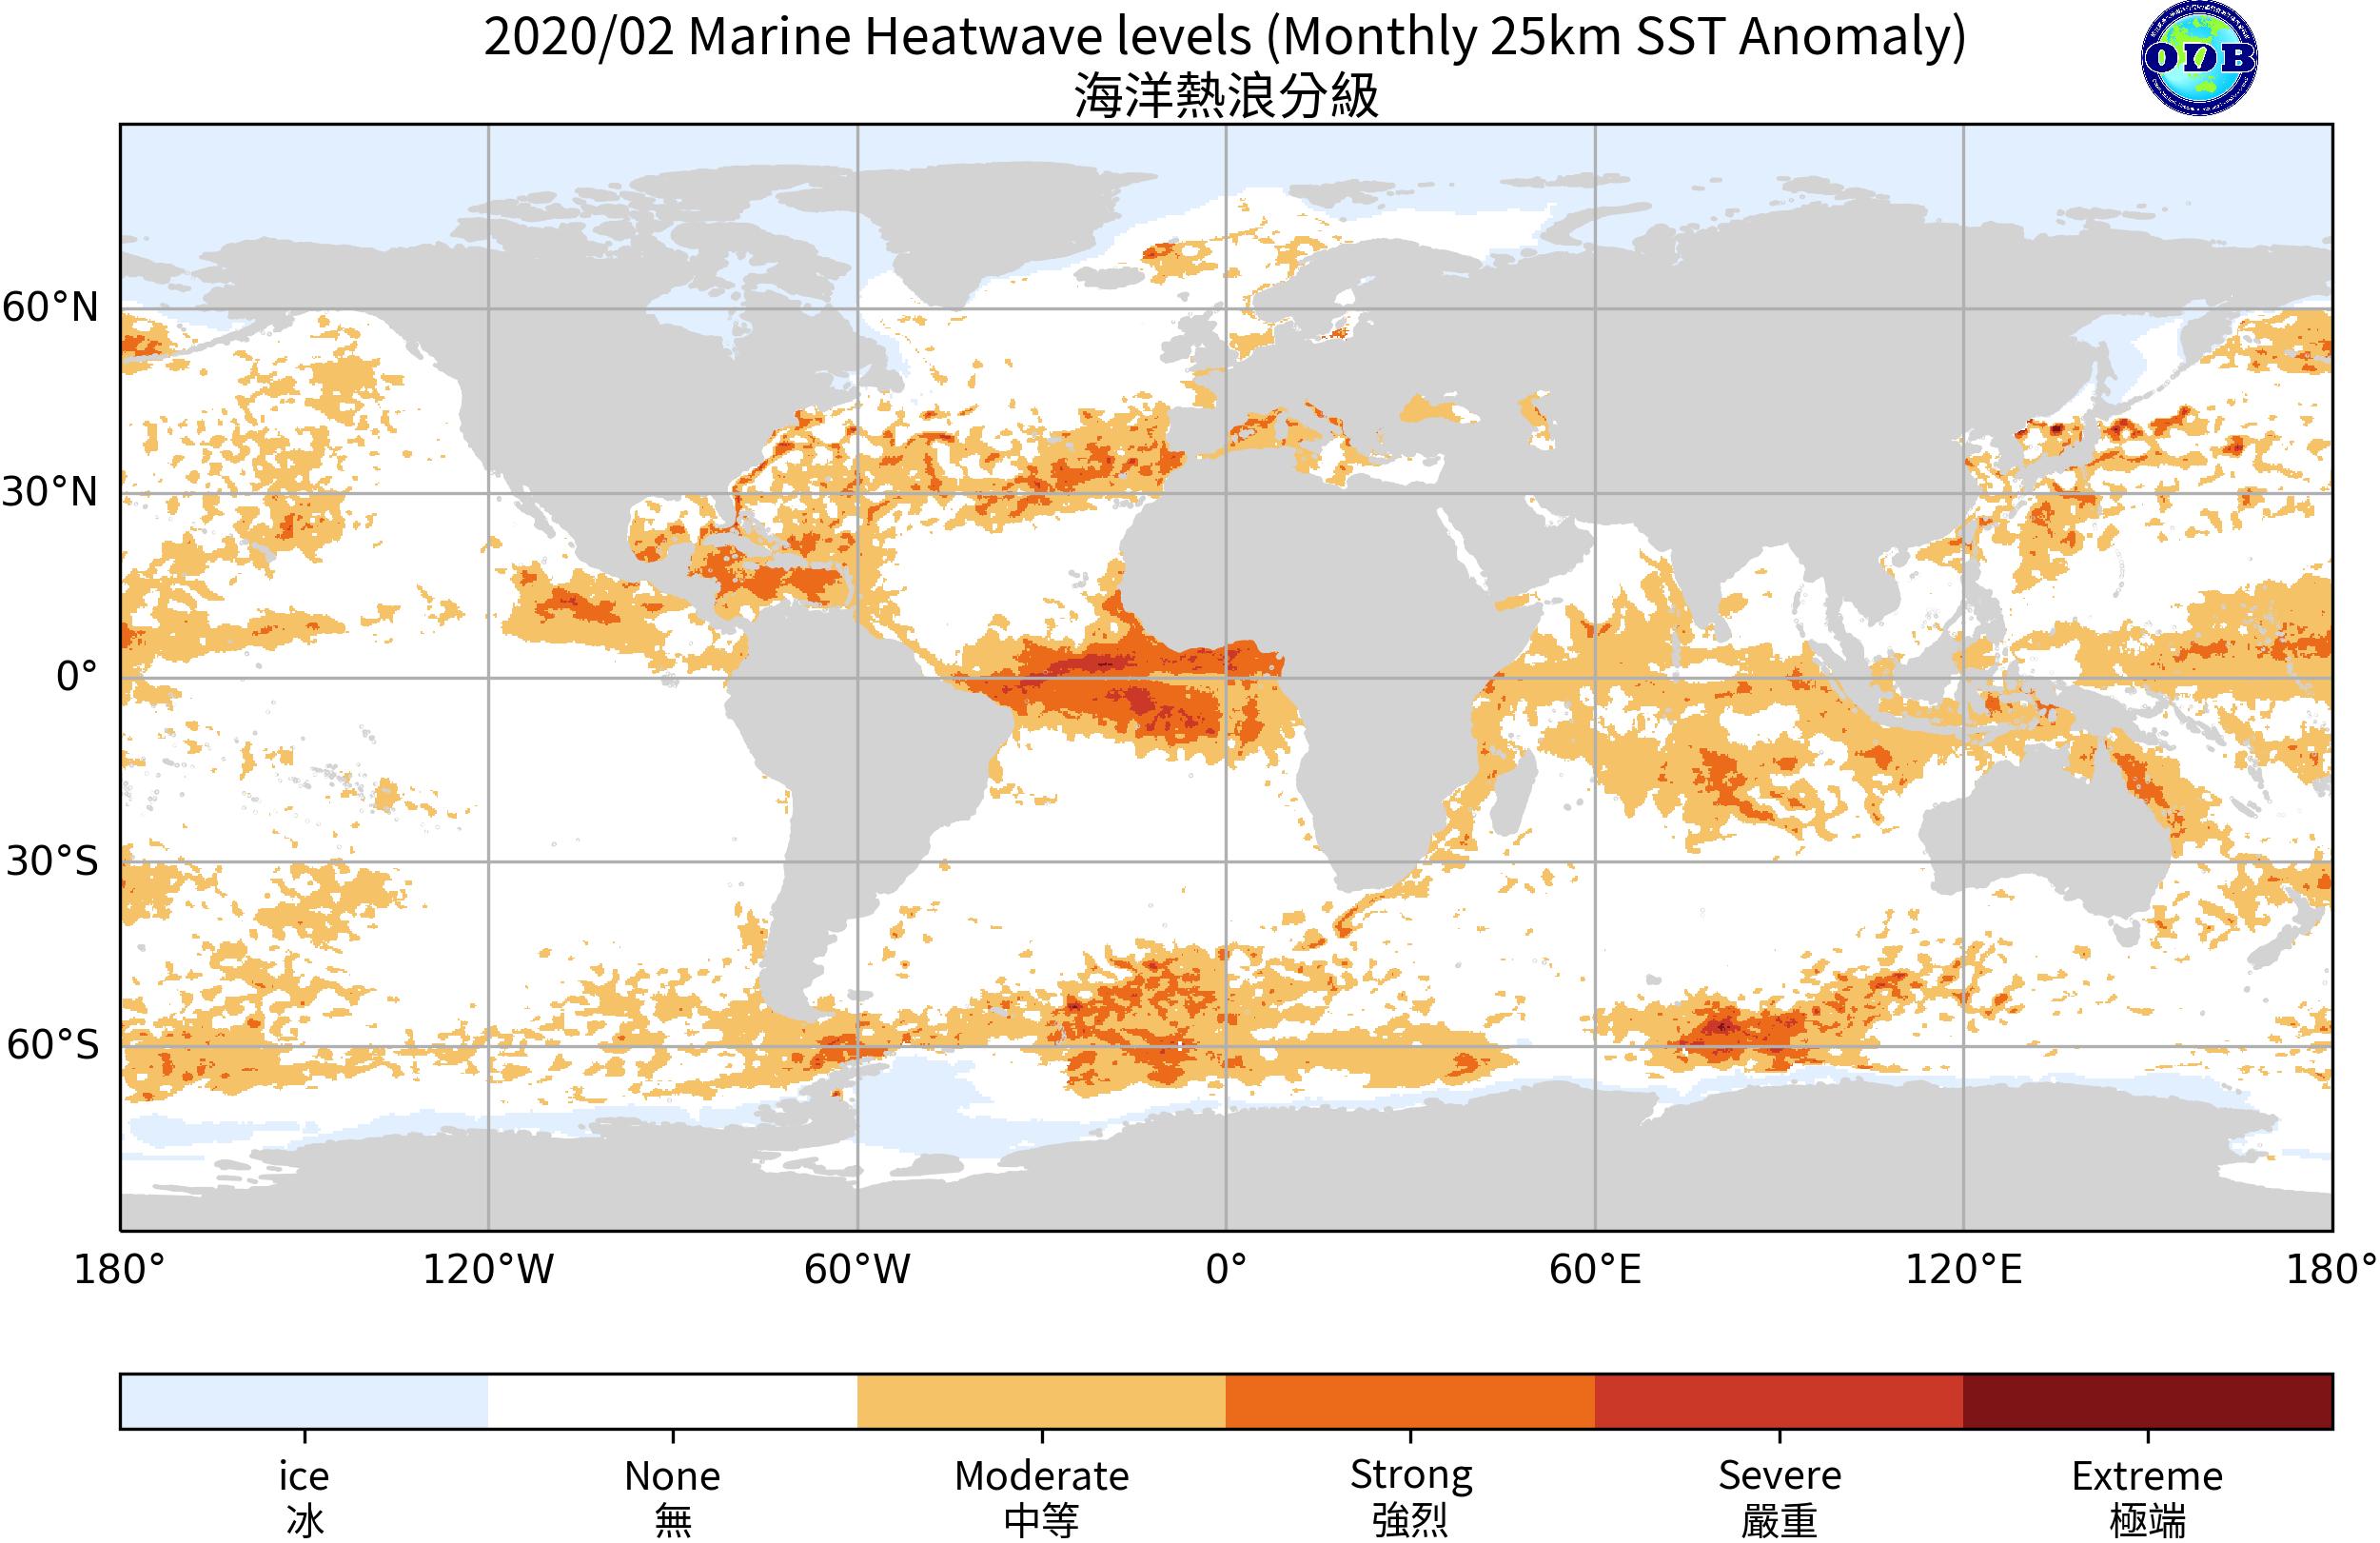 2020/02 Marine Heatwave levels (Monthly 25km SST Anomaly)
海洋熱浪分級
ODB
60°N
30°N
0°
30°S
60°S
180° 120°W 60°W 0° 60°E 120°E 180°
ice None Moderate Strong Severe Extreme
冰 無 中等 強烈 嚴重 極端